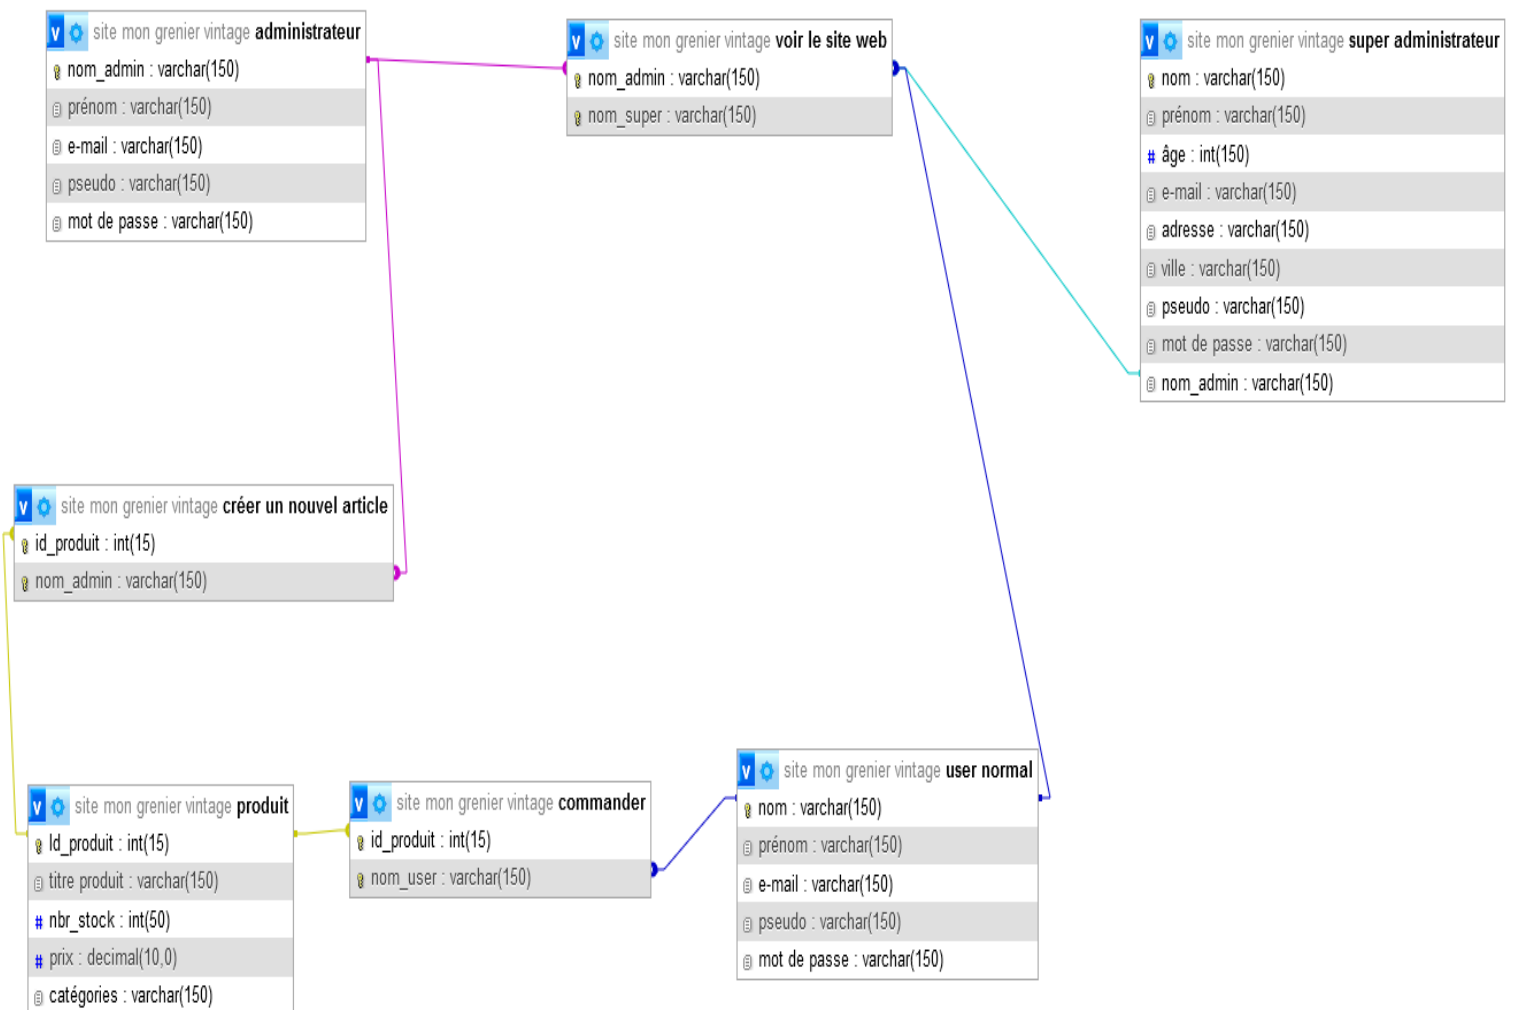 v site mon grenier vintage administrateur
nom_admin : varchar(150)
prénom : varchar(150)
e-mail : varchar(150)
pseudo : varchar(150)
mot de passe : varchar(150)
v site mon grenier vintage voir le site web
nom_admin : varchar(150)
nom_super : varchar(150)
v site mon grenier vintage super administrateur
nom : varchar(150)
prénom : varchar(150)
# âge : int(150)
e-mail : varchar(150)
adresse : varchar(150)
ville : varchar(150)
pseudo : varchar(150)
mot de passe : varchar(150)
nom_admin : varchar(150)
v site mon grenier vintage créer un nouvel article
id_produit : int(15)
nom_admin : varchar(150)
v site mon grenier vintage produit
Id_produit : int(15)
titre produit : varchar(150)
# nbr_stock : int(50)
# prix : decimal(10,0)
catégories : varchar(150)
v site mon grenier vintage commander
id_produit : int(15)
nom_user : varchar(150)
v site mon grenier vintage user normal
nom : varchar(150)
prénom : varchar(150)
e-mail : varchar(150)
pseudo : varchar(150)
mot de passe : varchar(150)